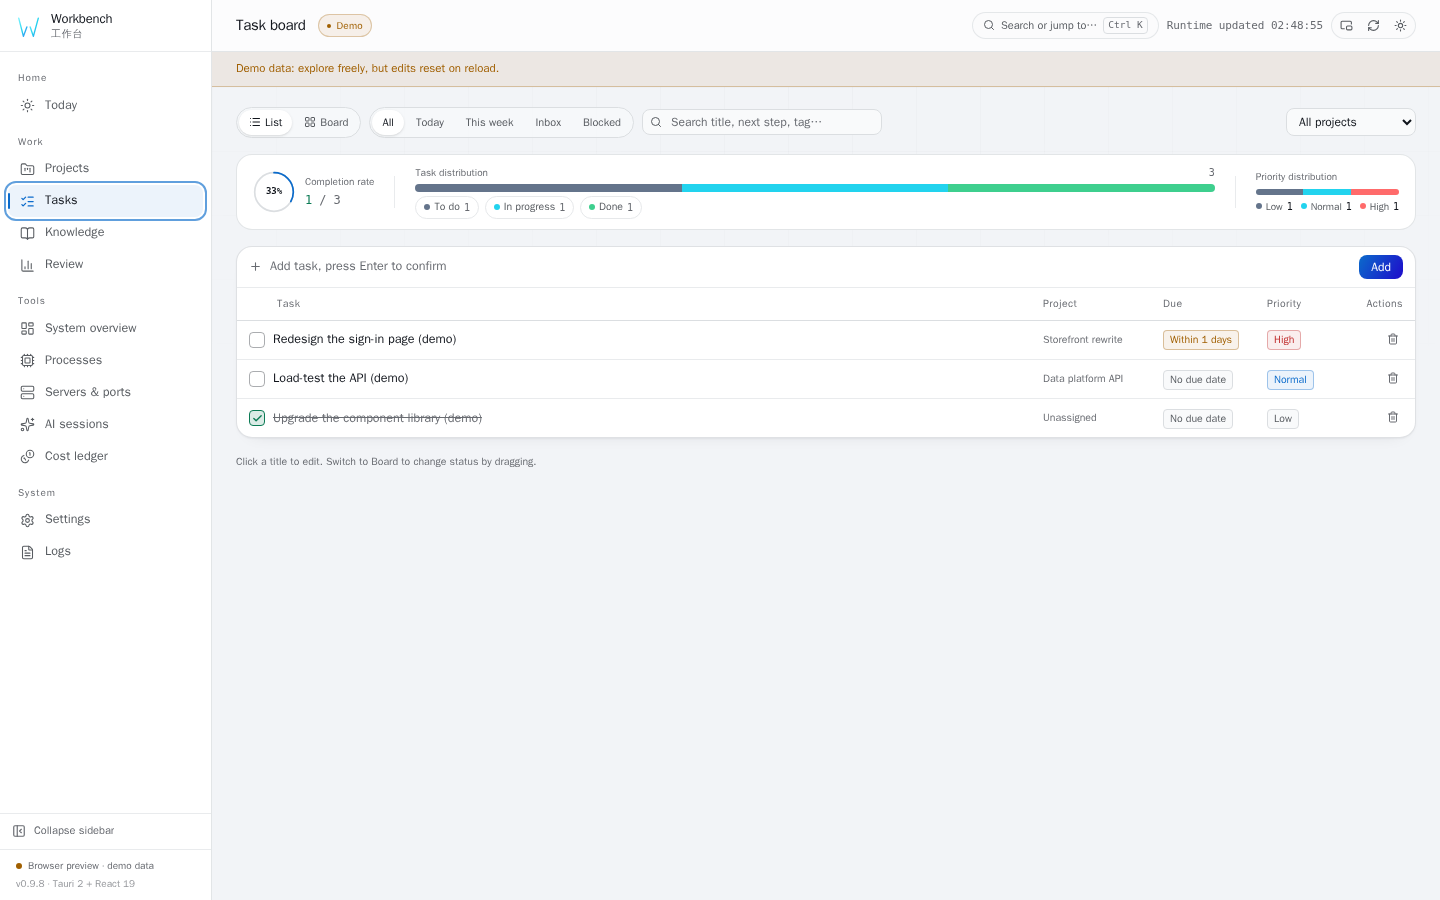 Workbench
工作台
Home
Today
Work
Projects
Tasks
Knowledge
Review
Tools
System overview
Processes
Servers & ports
AI sessions
Cost ledger
System
Settings
Logs
Collapse sidebar
Browser preview · demo data
v0.9.8 · Tauri 2 + React 19
Task board
Demo
Search or jump to··· Ctrl K
Runtime updated 02:48:55
Demo data: explore freely, but edits reset on reload.
List Board
All Today This week Inbox Blocked
Search title, next step, tag···
All projects
33%
Completion rate
1 / 3
Task distribution 3
To do 1 In progress 1 Done 1
Priority distribution
Low 1 Normal 1 High 1
Add task, press Enter to confirm
Add
Task Project Due Priority Actions
Redesign the sign-in page (demo) Storefront rewrite Within 1 days High
Load-test the API (demo) Data platform API No due date Normal
Upgrade the component library (demo) Unassigned No due date Low
Click a title to edit. Switch to Board to change status by dragging.